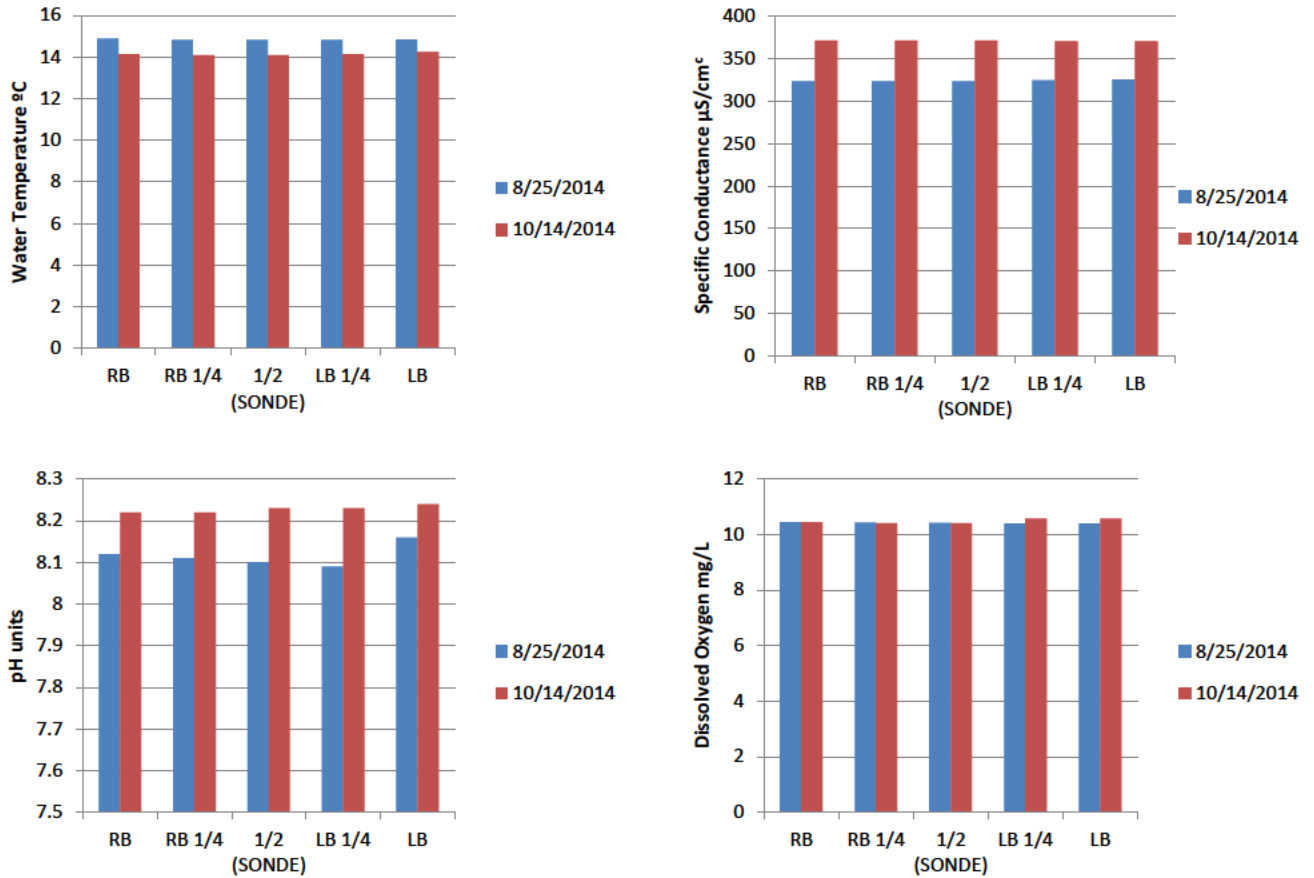 Water Temperature ºC
16
14
12
10
8
6
4
2
0
RB
RB 1/4
1/2
(SONDE)
LB 1/4
LB
8/25/2014
10/14/2014
Specific Conductance µS/cmᶜ
400
350
300
250
200
150
100
50
0
RB
RB 1/4
1/2
(SONDE)
LB 1/4
LB
8/25/2014
10/14/2014
pH units
8.3
8.2
8.1
8
7.9
7.8
7.7
7.6
7.5
RB
RB 1/4
1/2
(SONDE)
LB 1/4
LB
8/25/2014
10/14/2014
Dissolved Oxygen mg/L
12
10
8
6
4
2
0
RB
RB 1/4
1/2
(SONDE)
LB 1/4
LB
8/25/2014
10/14/2014